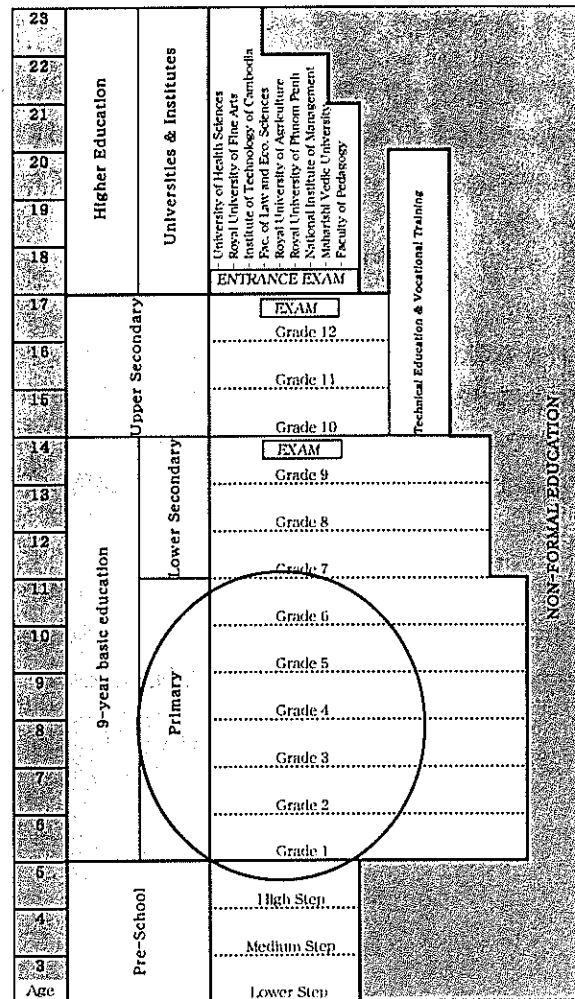 23
22
21
20
19
18
17
16
15
14
13
12
11
10
9
8
7
6
5
4
3
Age
Higher Education
Universities & Institutes
University of Health Sciences
Royal University of Fine Arts
Institute of Technology of Cambodia
Fac. of Law and Eco. Sciences
Royal University of Agriculture
Royal University of Phnom Penh
National Institute of Management
Maharishi Vedic University
Faculty of Pedagogy
ENTRANCE EXAM
Upper Secondary
EXAM
Grade 12
Grade 11
Grade 10
Technical Education & Vocational Training
9-year basic education
Lower Secondary
EXAM
Grade 9
Grade 8
Grade 7
Primary
Grade 6
Grade 5
Grade 4
Grade 3
Grade 2
Grade 1
Pre-School
High Step
Medium Step
Lower Step
NON-FORMAL EDUCATION